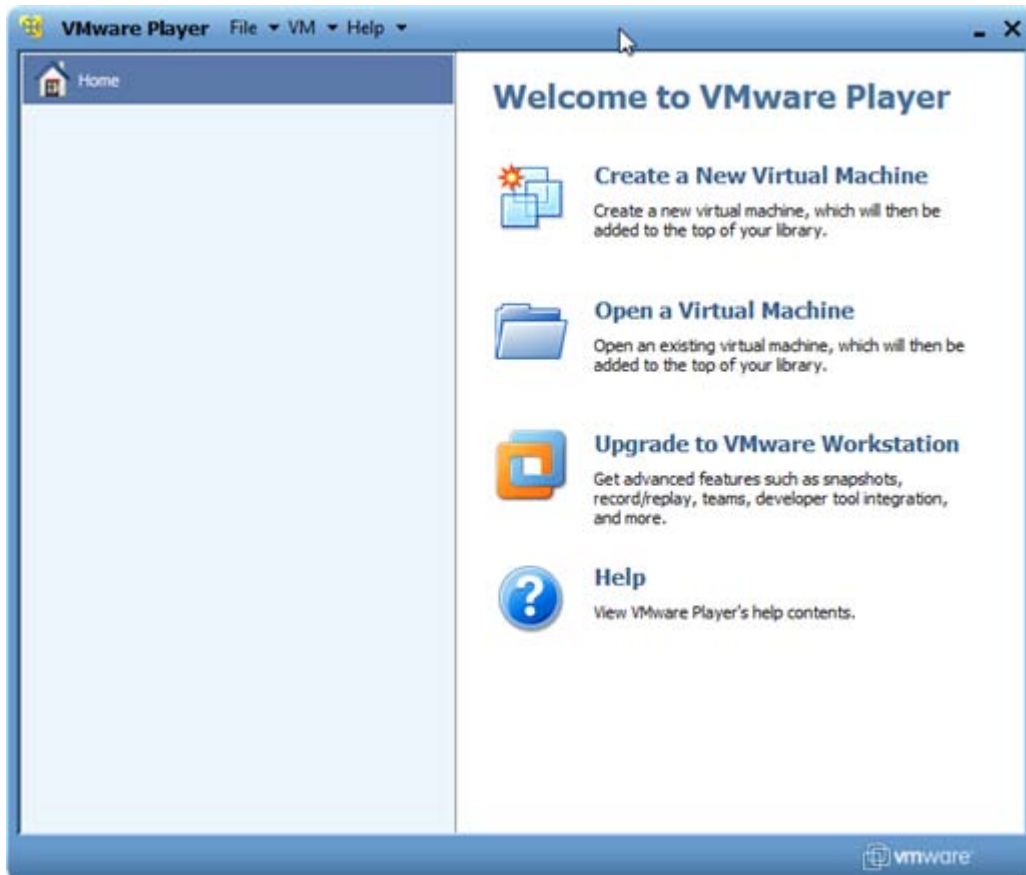 VMware Player File VM Help
Home
Welcome to VMware Player
Create a New Virtual Machine
Create a new virtual machine, which will then be
added to the top of your library.
Open a Virtual Machine
Open an existing virtual machine, which will then be
added to the top of your library.
Upgrade to VMware Workstation
Get advanced features such as snapshots,
record/replay, teams, developer tool integration,
and more.
Help
View VMware Player's help contents.
vmware